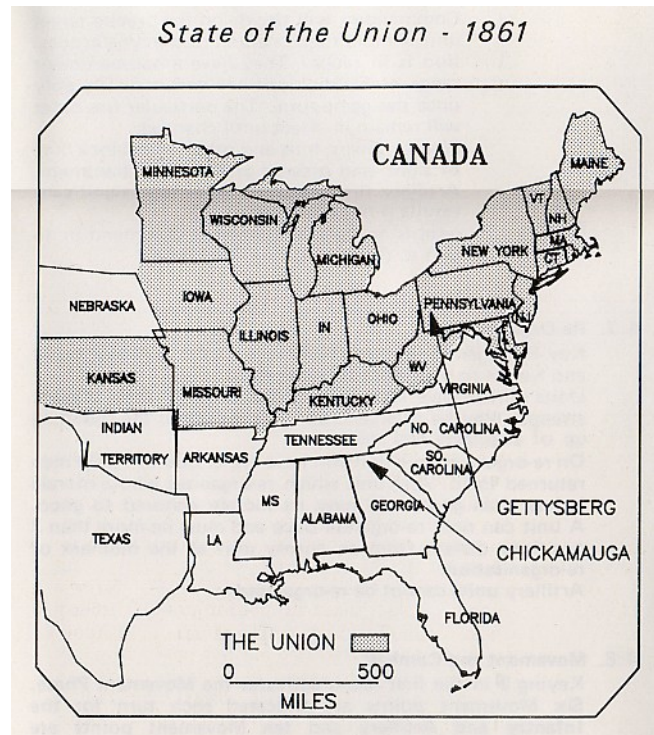 State of the Union - 1861
CANADA
MAINE
MINNESOTA
VT
NH
WISCONSIN
MICHIGAN
NEW YORK
MA
CT
NEBRASKA
IOWA
PENNSYLVANIA
NJ
ILLINOIS
IN
OHIO
KANSAS
MISSOURI
WV
VIRGINIA
KENTUCKY
INDIAN
TERRITORY
TENNESSEE
NO. CAROLINA
ARKANSAS
SO.
CAROLINA
TEXAS
LA
MS
ALABAMA
GEORGIA
GETTYSBERG
CHICKAMAUGA
FLORIDA
THE UNION
0 500
MILES